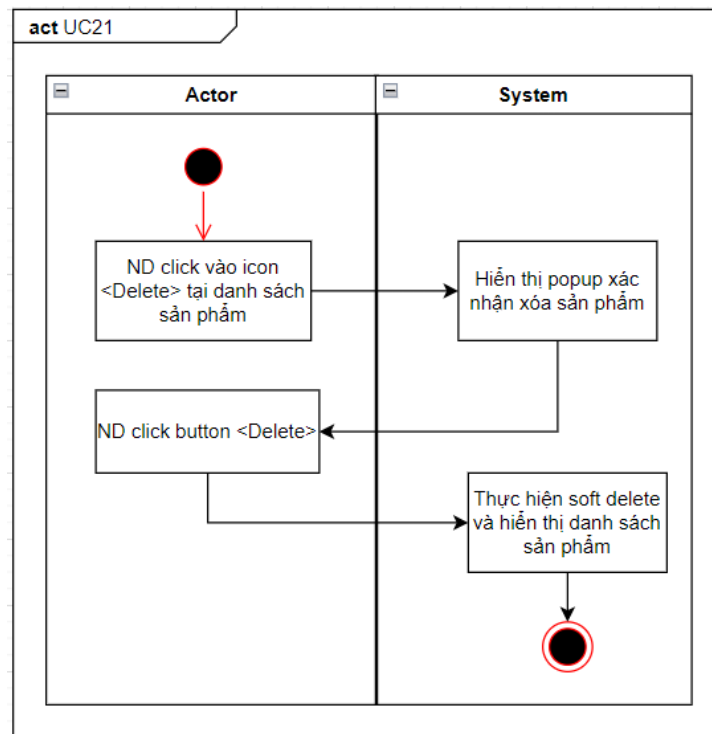 act UC21
Actor
System
ND click vào icon
<Delete> tại danh sách
sản phẩm
Hiển thị popup xác
nhận xóa sản phẩm
ND click button <Delete>
Thực hiện soft delete
và hiển thị danh sách
sản phẩm